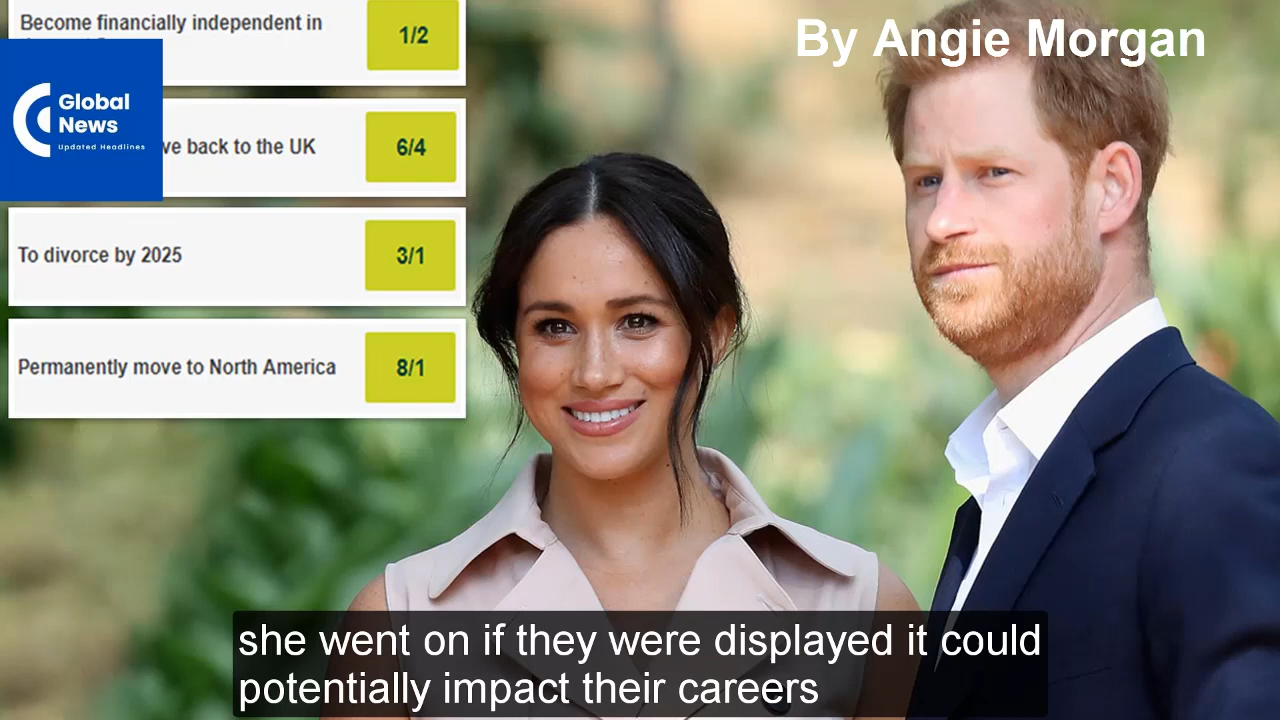 Become financially independent in
1/2
By Angie Morgan
Global
News
Updated Headlines
ve back to the UK
6/4
To divorce by 2025
3/1
Permanently move to North America
8/1
she went on if they were displayed it could
potentially impact their careers